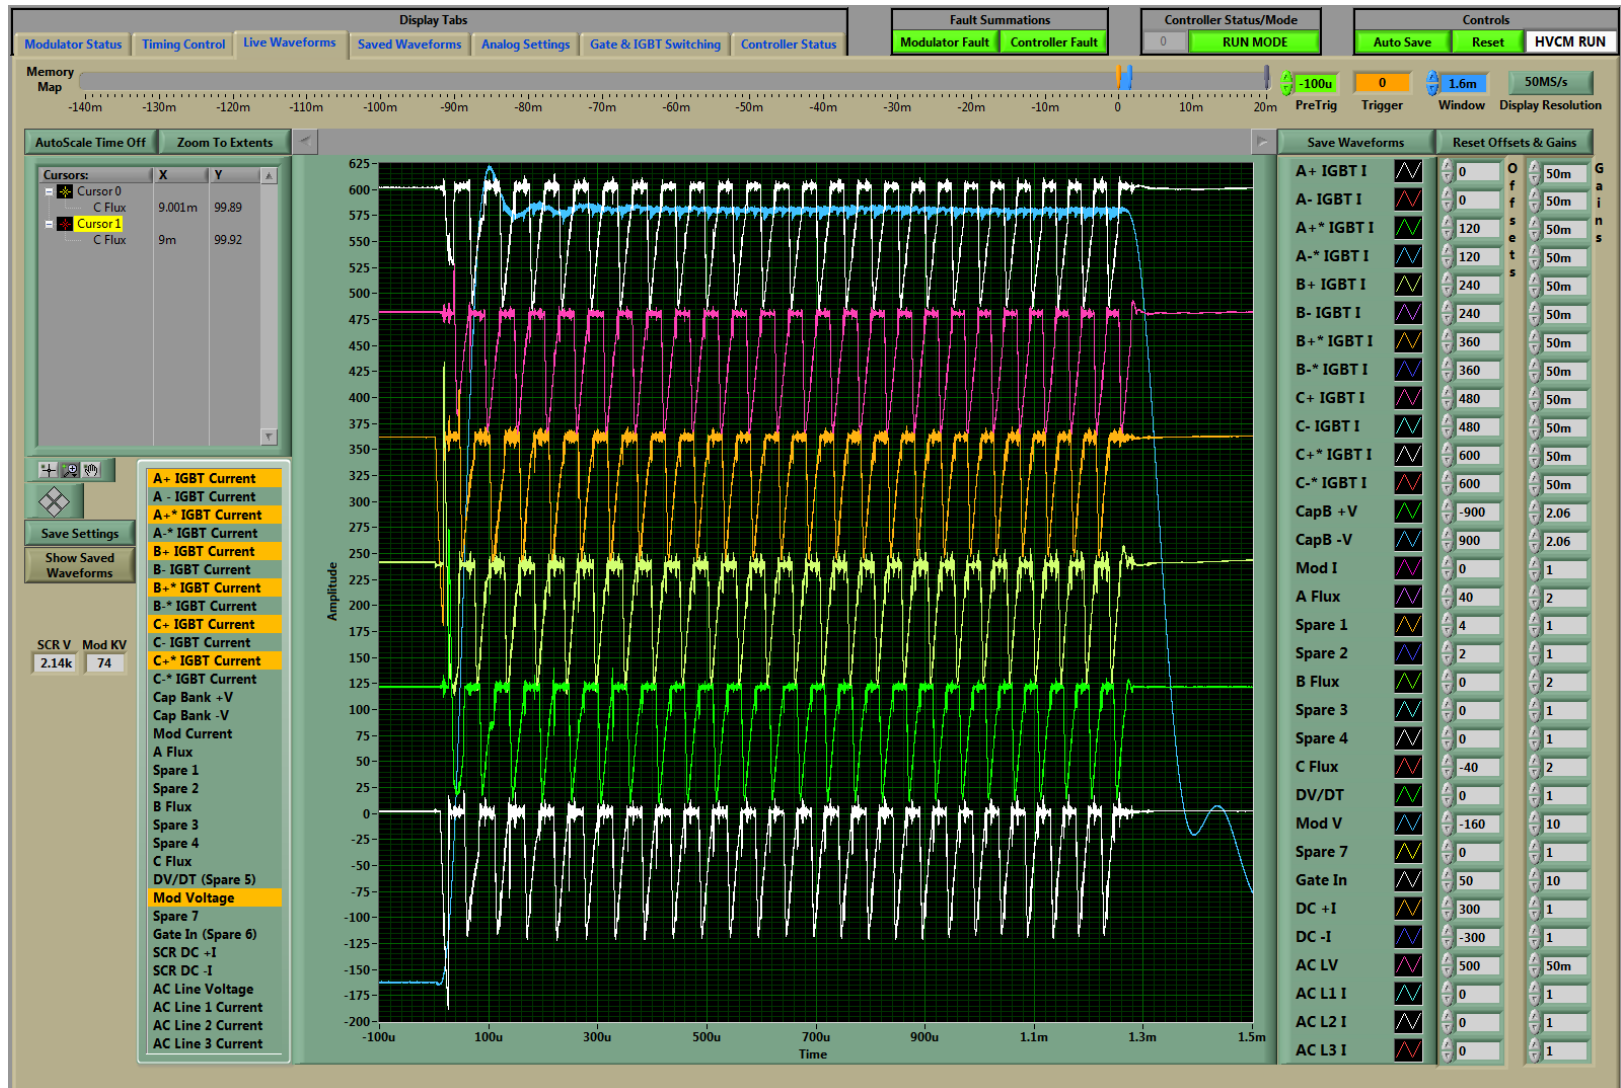 Display Tabs
Fault Summations
Controller Status/Mode
Controls
Modulator Status
Timing Control
Live Waveforms
Saved Waveforms
Analog Settings
Gate & IGBT Switching
Controller Status
Modulator Fault
Controller Fault
0
RUN MODE
Auto Save
Reset
HVCM RUN
Memory
Map
-140m -130m -120m -110m -100m -90m -80m -70m -60m -50m -40m -30m -20m -10m 0 10m 20m
-100u
0
1.6m
50MS/s
PreTrig
Trigger
Window
Display Resolution
AutoScale Time Off
Zoom To Extents
Save Waveforms
Reset Offsets & Gains
Cursors: X Y
Cursor 0
C Flux 9.001m 99.89
Cursor 1
C Flux 9m 99.92
Save Settings
Show Saved
Waveforms
SCR V Mod KV
2.14k 74
A+ IGBT Current
A - IGBT Current
A+* IGBT Current
A-* IGBT Current
B+ IGBT Current
B- IGBT Current
B+* IGBT Current
B-* IGBT Current
C+ IGBT Current
C- IGBT Current
C+* IGBT Current
C-* IGBT Current
Cap Bank +V
Cap Bank -V
Mod Current
A Flux
Spare 1
Spare 2
B Flux
Spare 3
Spare 4
C Flux
DV/DT (Spare 5)
Mod Voltage
Spare 7
Gate In (Spare 6)
SCR DC +I
SCR DC -I
AC Line Voltage
AC Line 1 Current
AC Line 2 Current
AC Line 3 Current
Amplitude
625
600
575
550
525
500
475
450
425
400
375
350
325
300
275
250
225
200
175
150
125
100
75
50
25
0
-25
-50
-75
-100
-125
-150
-175
-200
-100u 100u 300u 500u 700u 900u 1.1m 1.3m 1.5m
Time
Offsets
Gains
A+ IGBT I 0 50m
A- IGBT I 0 50m
A+* IGBT I 120 50m
A-* IGBT I 120 50m
B+ IGBT I 240 50m
B- IGBT I 240 50m
B+* IGBT I 360 50m
B-* IGBT I 360 50m
C+ IGBT I 480 50m
C- IGBT I 480 50m
C+* IGBT I 600 50m
C-* IGBT I 600 50m
CapB +V -900 2.06
CapB -V 900 2.06
Mod I 0 1
A Flux 40 2
Spare 1 4 1
Spare 2 2 1
B Flux 0 2
Spare 3 0 1
Spare 4 0 1
C Flux -40 2
DV/DT 0 1
Mod V -160 10
Spare 7 0 1
Gate In 50 10
DC +I 300 1
DC -I -300 1
AC LV 500 50m
AC L1 I 0 1
AC L2 I 0 1
AC L3 I 0 1